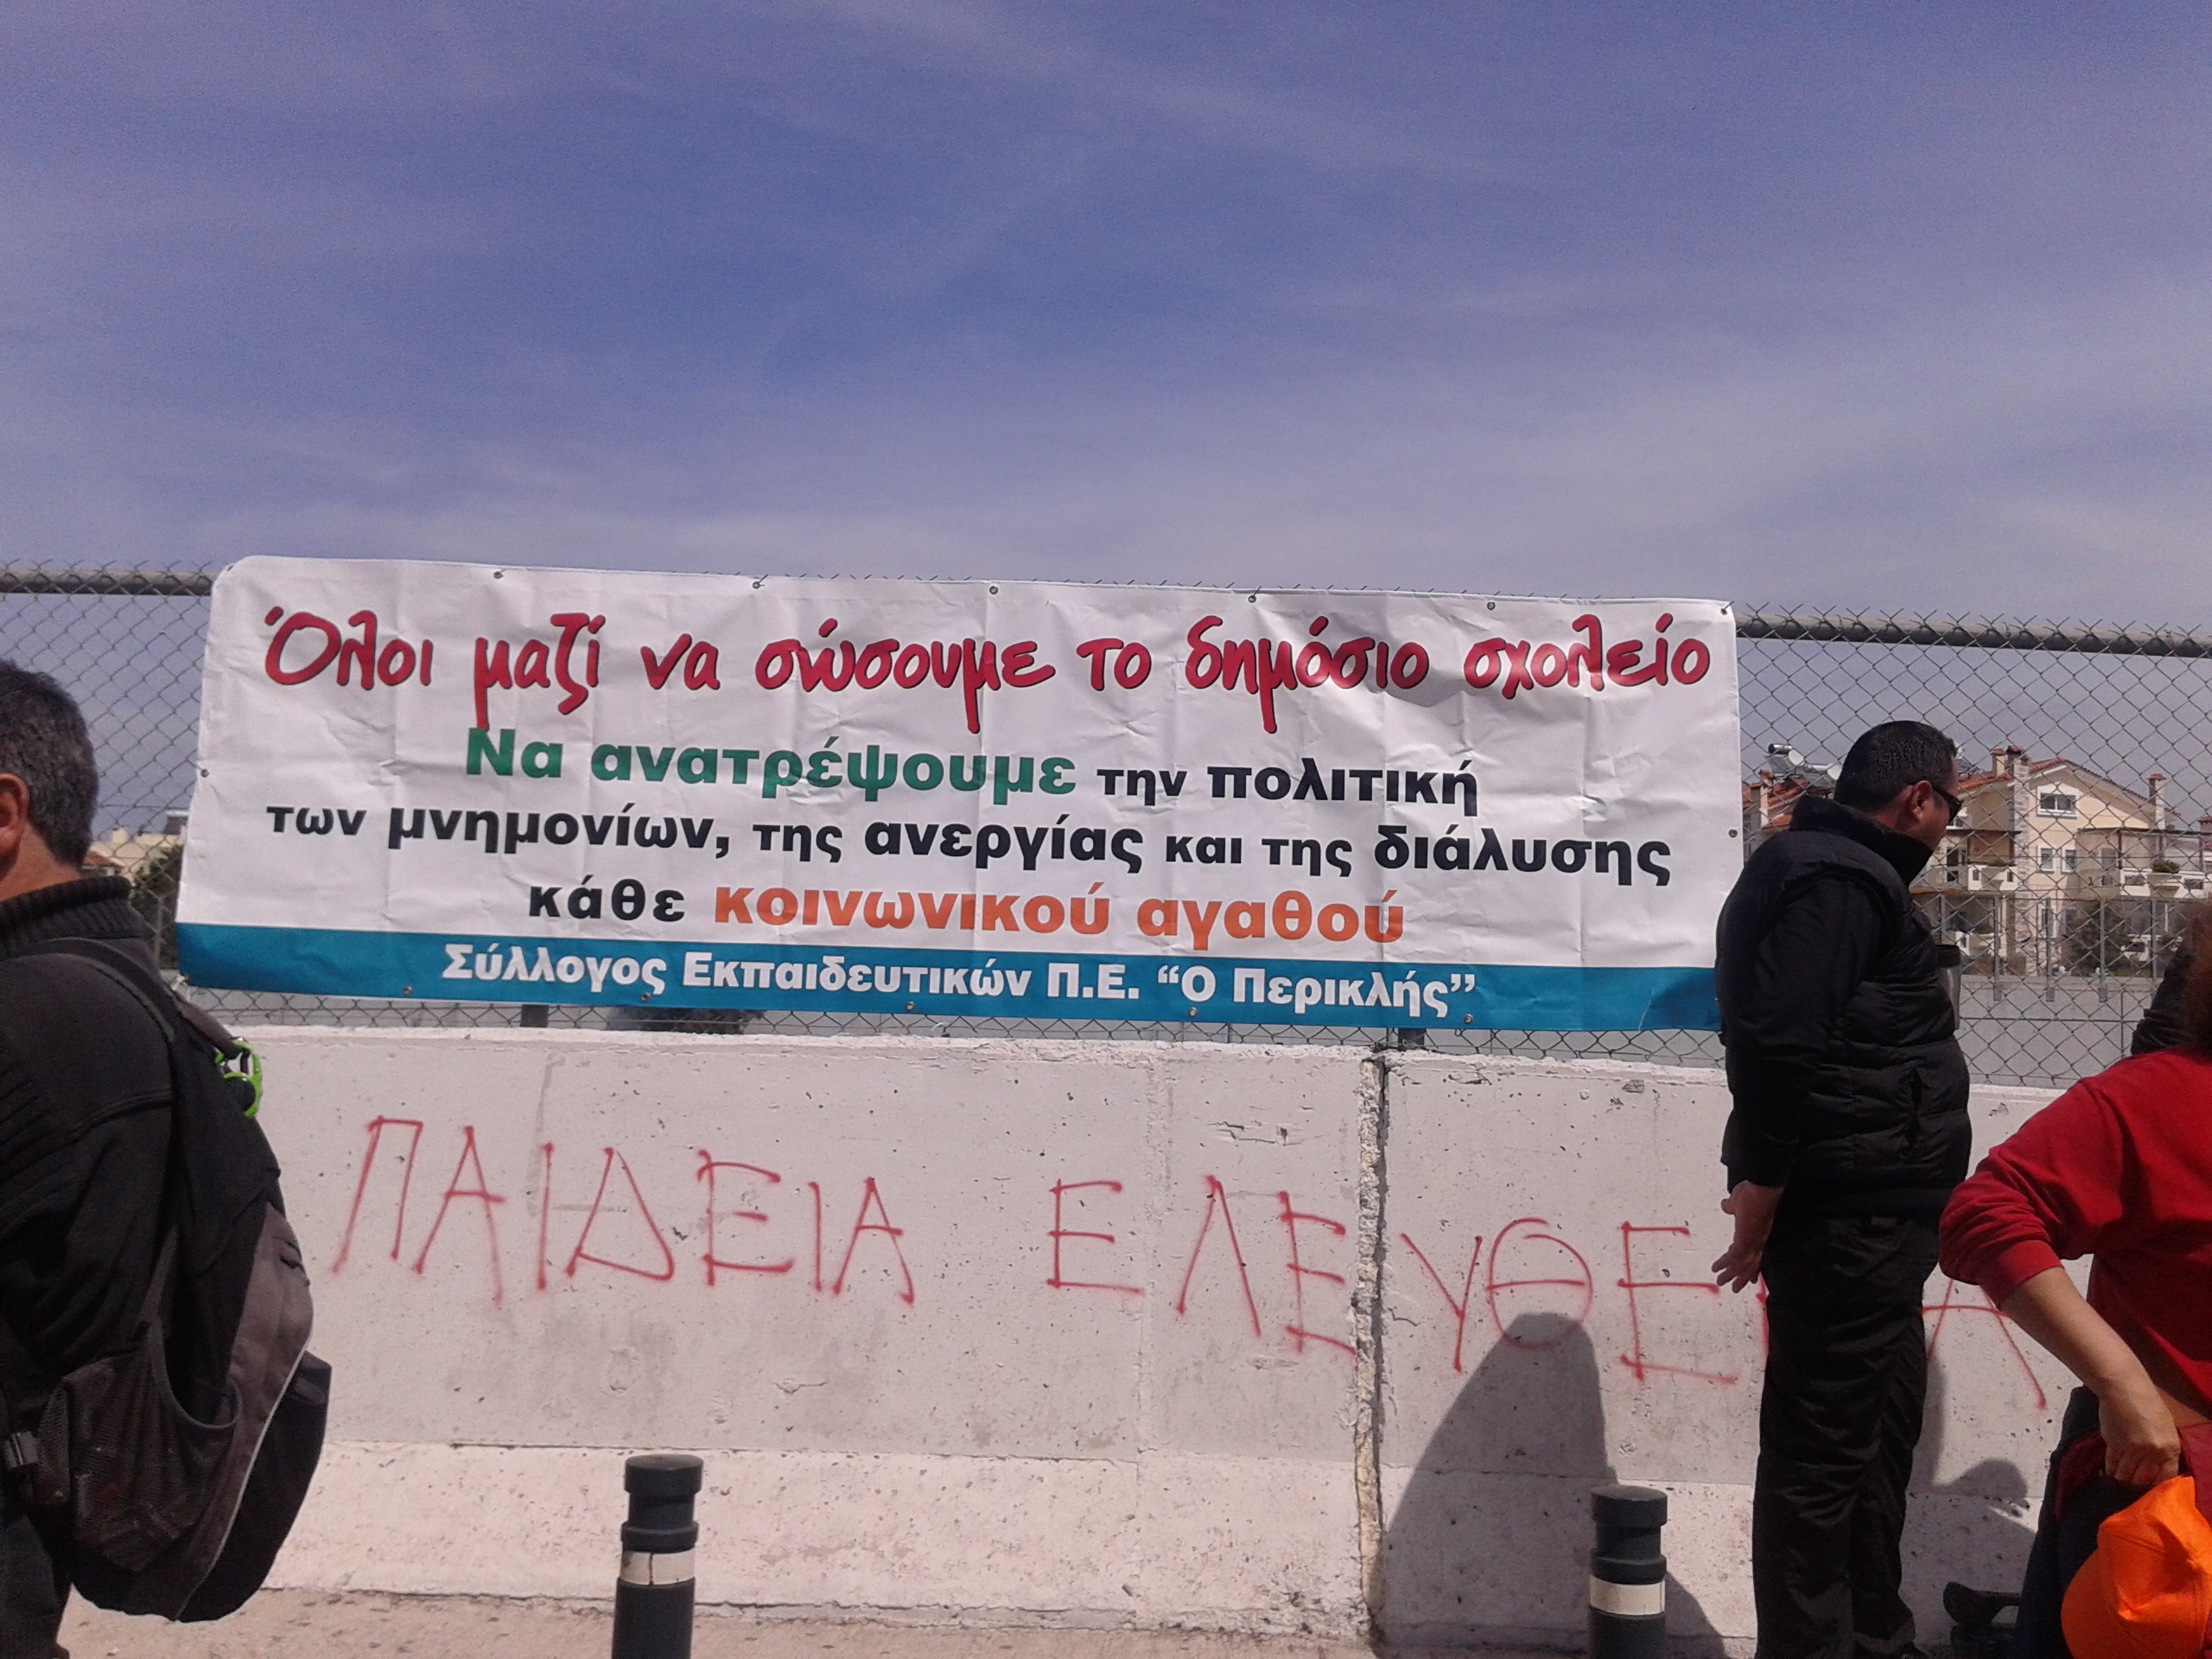 Όλοι μαζί να σώσουμε το δημόσιο σχολείο
Να ανατρέψουμε την πολιτική
των μνημονίων, της ανεργίας και της διάλυσης
κάθε κοινωνικού αγαθού
Σύλλογος Εκπαιδευτικών Π.Ε. “Ο Περικλής”
ΠΑΙΔΕΙΑ